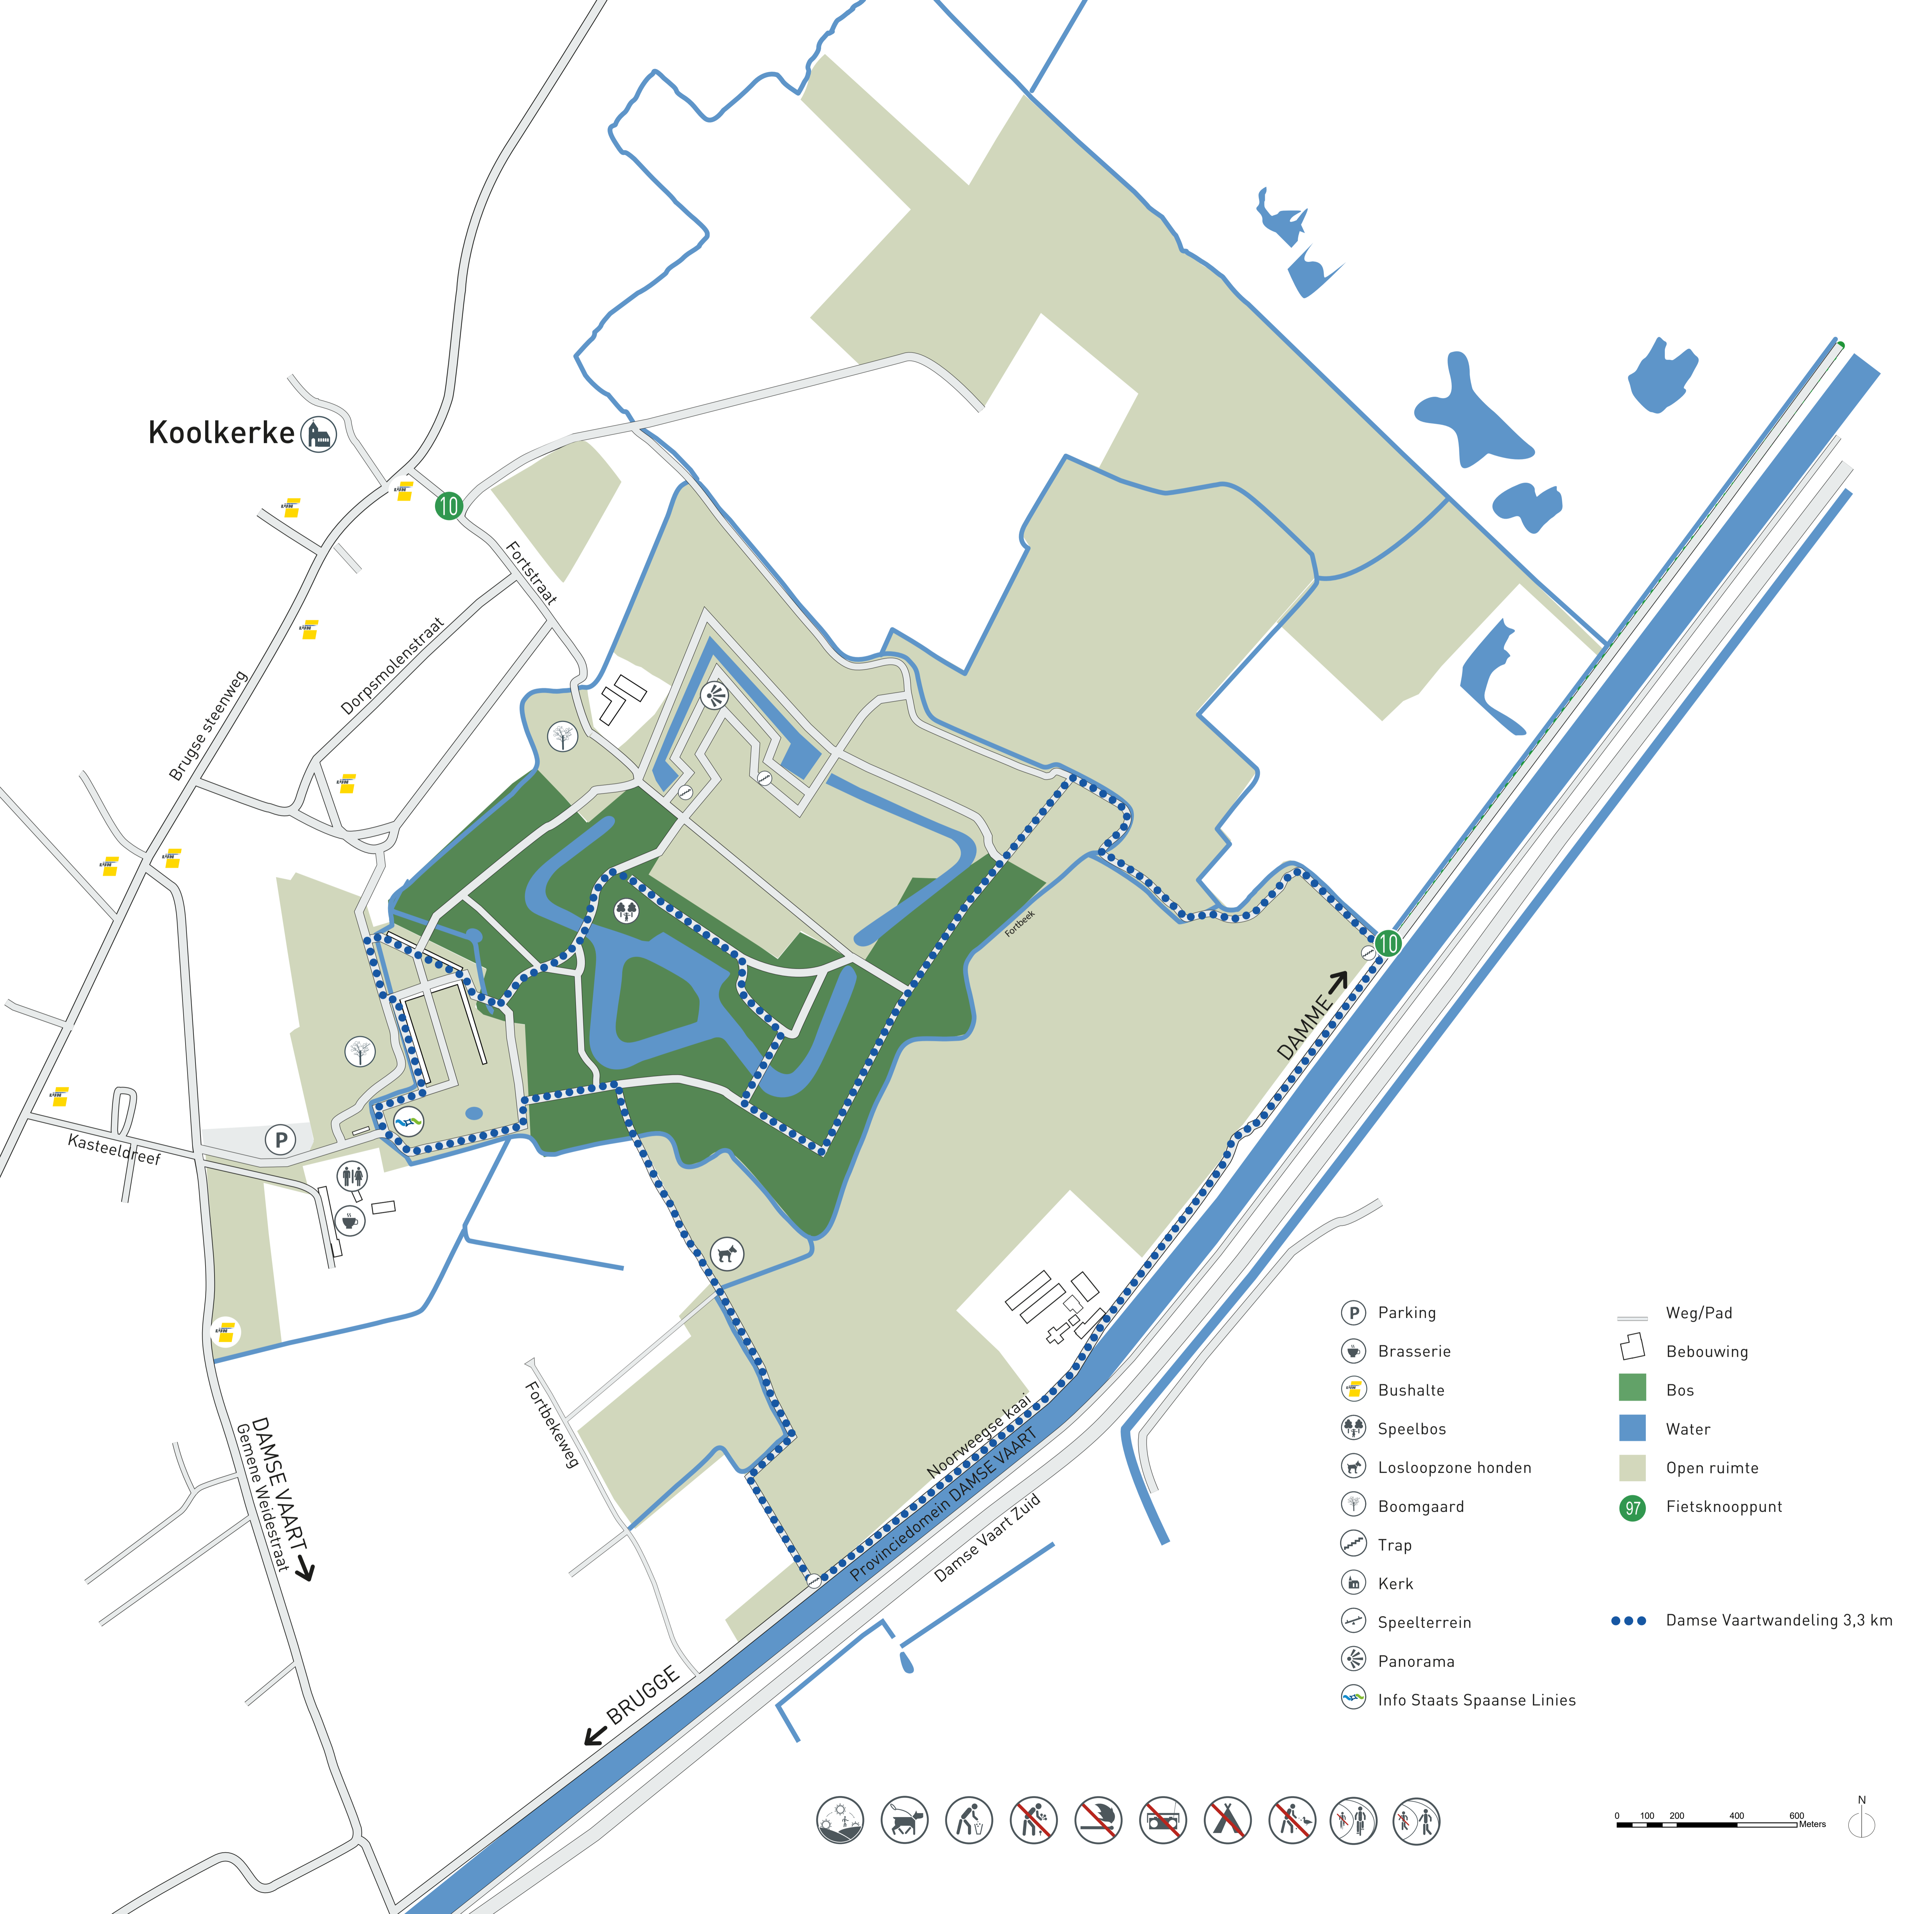 Koolkerke
10
Fortstraat
Dorpsmolenstraat
Brugse steenweg
Fortbeek
10
DAMME
P
Kasteeldreef
DAMSE VAART
Gemene Weidestraat
Fortbekeweg
Noorweegse kaai
Provinciedomein DAMSE VAART
Damse Vaart Zuid
BRUGGE
P Parking
Brasserie
Bushalte
Speelbos
Losloopzone honden
Boomgaard
Trap
Kerk
Speelterrein
Panorama
Info Staats Spaanse Linies
Weg/Pad
Bebouwing
Bos
Water
Open ruimte
97 Fietsknooppunt
Damse Vaartwandeling 3,3 km
0 100 200 400 600
Meters
N